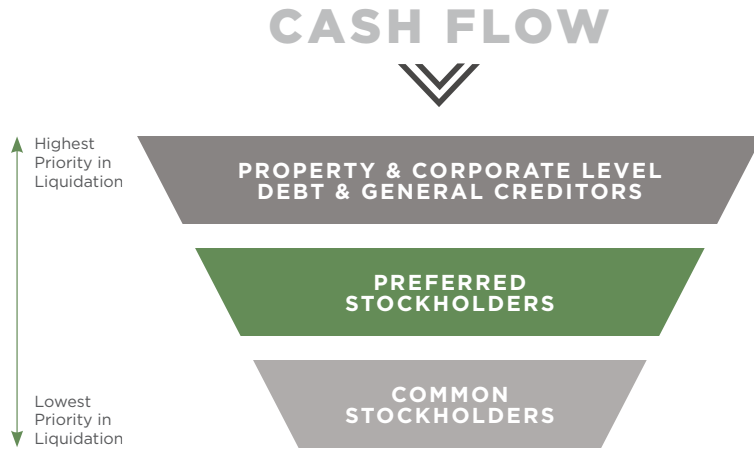 CASH FLOW
Highest
Priority in
Liquidation
PROPERTY & CORPORATE LEVEL
DEBT & GENERAL CREDITORS
PREFERRED
STOCKHOLDERS
COMMON
STOCKHOLDERS
Lowest
Priority in
Liquidation